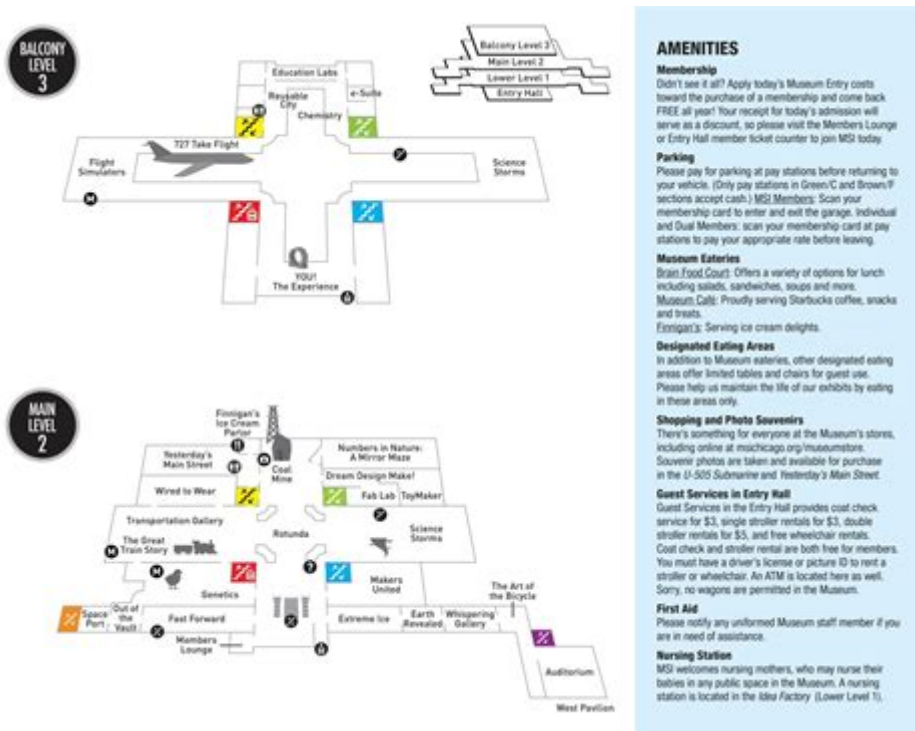 BALCONY
LEVEL
3
Education Labs
Reusable
City
e-Suite
Chemistry
727 Take Flight
Flight
Simulators
Science
Storms
YOU!
The Experience
Balcony Level 3
Main Level 2
Lower Level 1
Entry Hall
MAIN
LEVEL
2
Finnigan's
Ice Cream
Parlor
Yesterday's
Main Street
Coal
Mine
Numbers in Nature:
A Mirror Maze
Dream Design Make!
Wired to Wear
Fab Lab
ToyMaker
Transportation Gallery
Rotunda
Science
Storms
The Great
Train Story
M
M
M
?
Genetics
Makers
United
The Art of
the Bicycle
Space
Port
Out of
the
Vault
Fast Forward
Extreme Ice
Earth
Revealed
Whispering
Gallery
Members
Lounge
Auditorium
West Pavilion
AMENITIES
Membership
Didn't see it all? Apply today's Museum Entry costs
toward the purchase of a membership and come back
FREE all year! Your receipt for today's admission will
serve as a discount, so please visit the Members Lounge
or Entry Hall member ticket counter to join MSI today.
Parking
Please pay for parking at pay stations before returning to
your vehicle. (Only pay stations in Green/C and Brown/F
sections accept cash.) MSI Members: Scan your
membership card to enter and exit the garage. Individual
and Dual Members: scan your membership card at pay
stations to pay your appropriate rate before leaving.
Museum Eateries
Brain Food Court: Offers a variety of options for lunch
including salads, sandwiches, soups and more.
Museum Café: Proudly serving Starbucks coffee, snacks
and treats.
Finnigan's: Serving ice cream delights.
Designated Eating Areas
In addition to Museum eateries, other designated eating
areas offer limited tables and chairs for guest use.
Please help us maintain the life of our exhibits by eating
in these areas only.
Shopping and Photo Souvenirs
There's something for everyone at the Museum's stores,
including online at msichicago.org/museumstore.
Souvenir photos are taken and available for purchase
in the U-505 Submarine and Yesterday's Main Street.
Guest Services in Entry Hall
Guest Services in the Entry Hall provides coat check
service for $3, single stroller rentals for $3, double
stroller rentals for $5, and free wheelchair rentals.
Coat check and stroller rental are both free for members.
You must have a driver's license or picture ID to rent a
stroller or wheelchair. An ATM is located here as well.
Sorry, no wagons are permitted in the Museum.
First Aid
Please notify any uniformed Museum staff member if you
are in need of assistance.
Nursing Station
MSI welcomes nursing mothers, who may nurse their
babies in any public space in the Museum. A nursing
station is located in the Idea Factory (Lower Level 1).